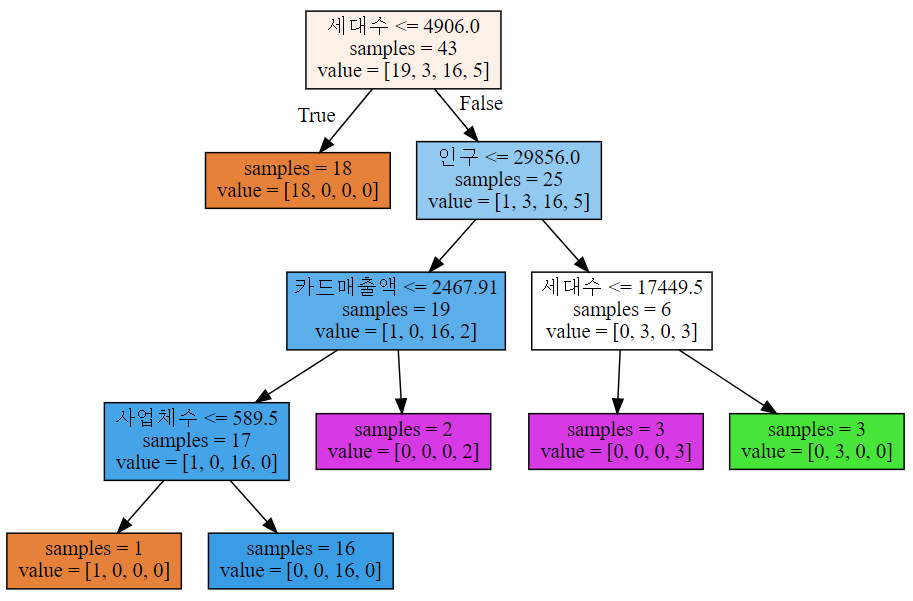 세대수 <= 4906.0
samples = 43
value = [19, 3, 16, 5]
True
False
samples = 18
value = [18, 0, 0, 0]
인구 <= 29856.0
samples = 25
value = [1, 3, 16, 5]
카드매출액 <= 2467.91
samples = 19
value = [1, 0, 16, 2]
세대수 <= 17449.5
samples = 6
value = [0, 3, 0, 3]
사업체수 <= 589.5
samples = 17
value = [1, 0, 16, 0]
samples = 2
value = [0, 0, 0, 2]
samples = 3
value = [0, 0, 0, 3]
samples = 3
value = [0, 3, 0, 0]
samples = 1
value = [1, 0, 0, 0]
samples = 16
value = [0, 0, 16, 0]